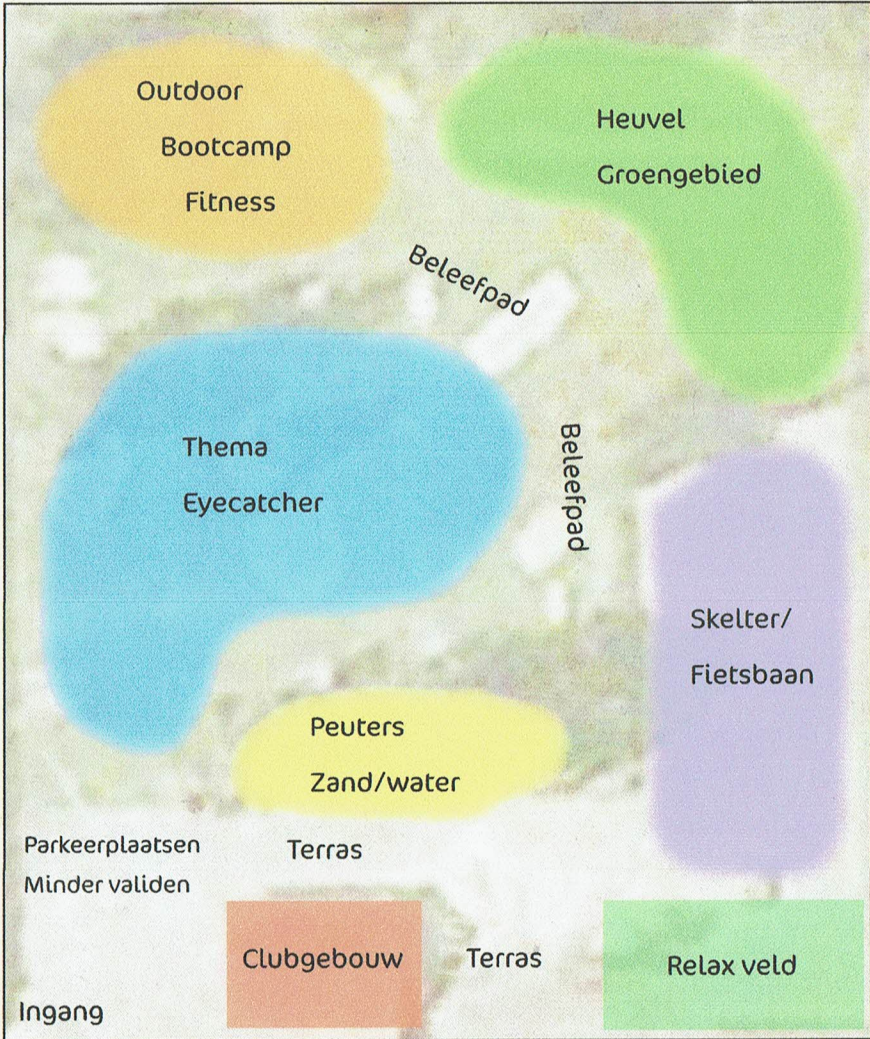 Outdoor
Bootcamp
Fitness
Heuvel
Groengebied
Beleefpad
Thema
Eyecatcher
Beleefpad
Skelter/
Fietsbaan
Peuters
Zand/water
Parkeerplaatsen
Minder validen
Terras
Clubgebouw
Terras
Relax veld
Ingang